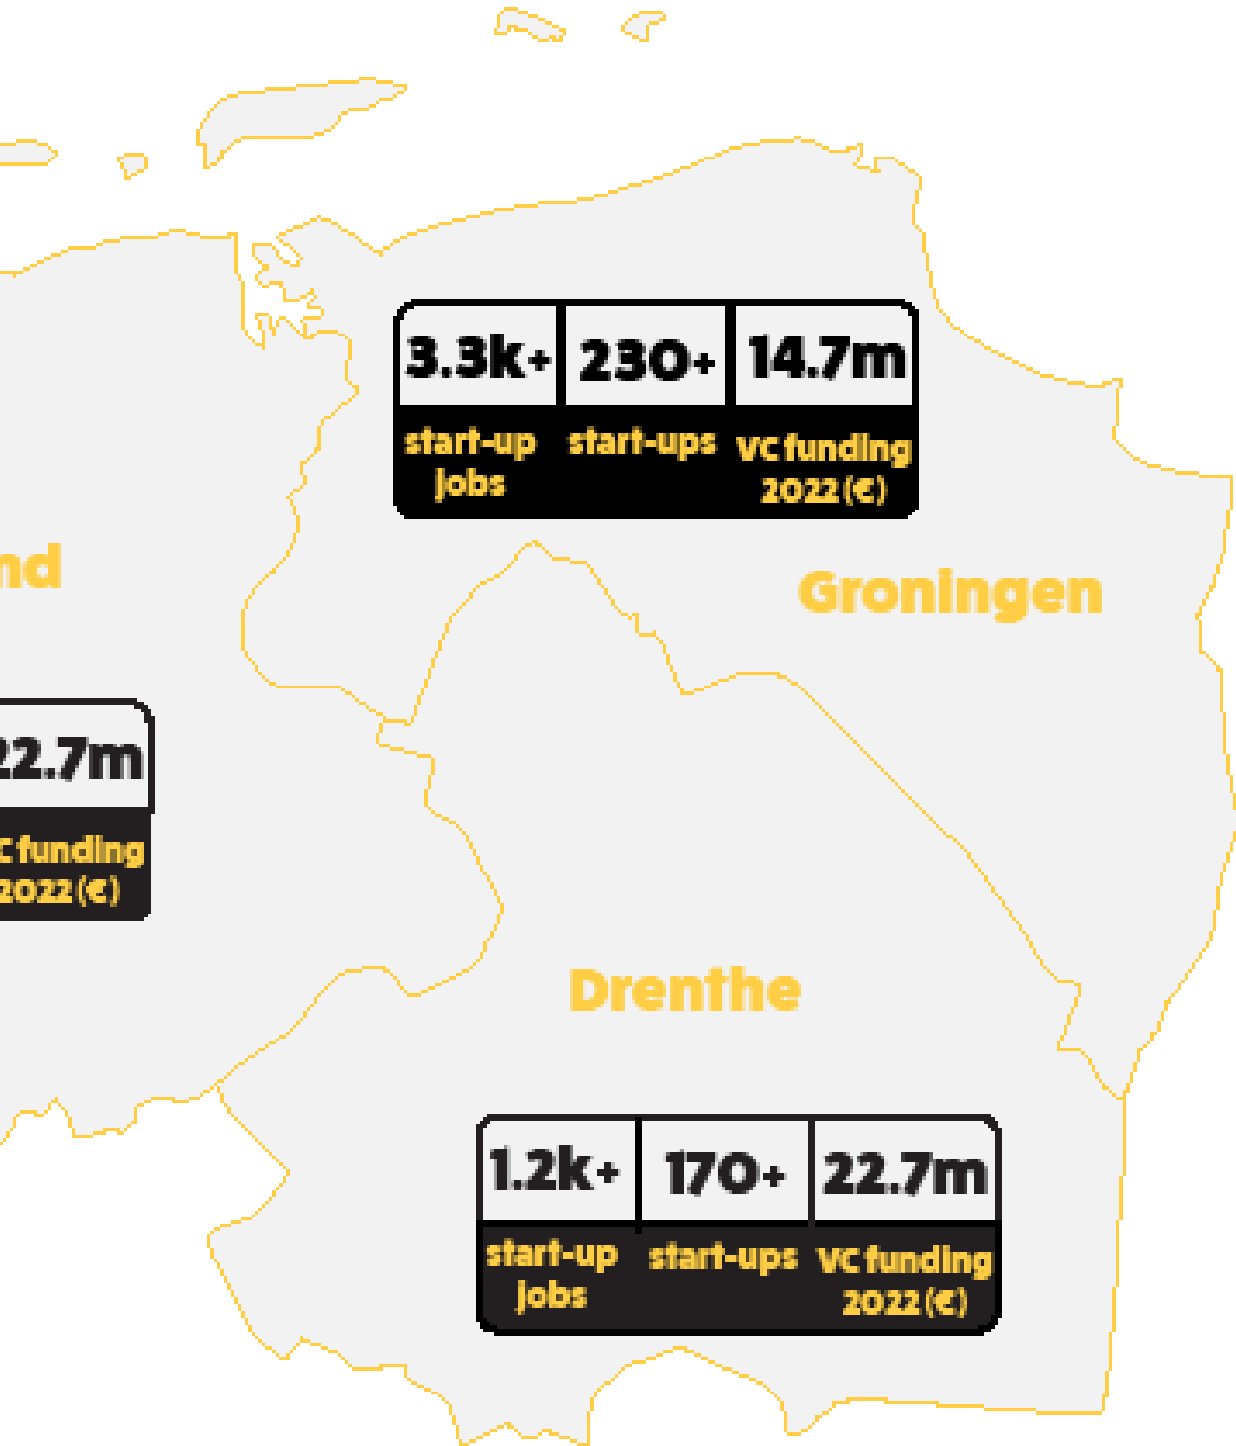 3.3k+ 230+ 14.7m
start-up start-ups VC funding
jobs 2022 (€)
nd
Groningen
22.7m
C funding
2022 (€)
Drenthe
1.2k+ 170+ 22.7m
start-up start-ups VC funding
jobs 2022 (€)